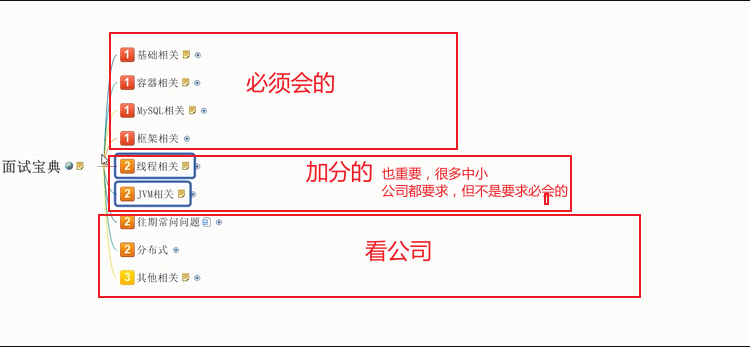 1 基础相关
1 容器相关
必须会的
1 MySQL相关
1 框架相关
面试宝典
2 线程相关
加分的
也重要，很多中小
公司都要求，但不是要求必会的
2 JVM相关
2 往期常问问题
看公司
2 分布式
3 其他相关